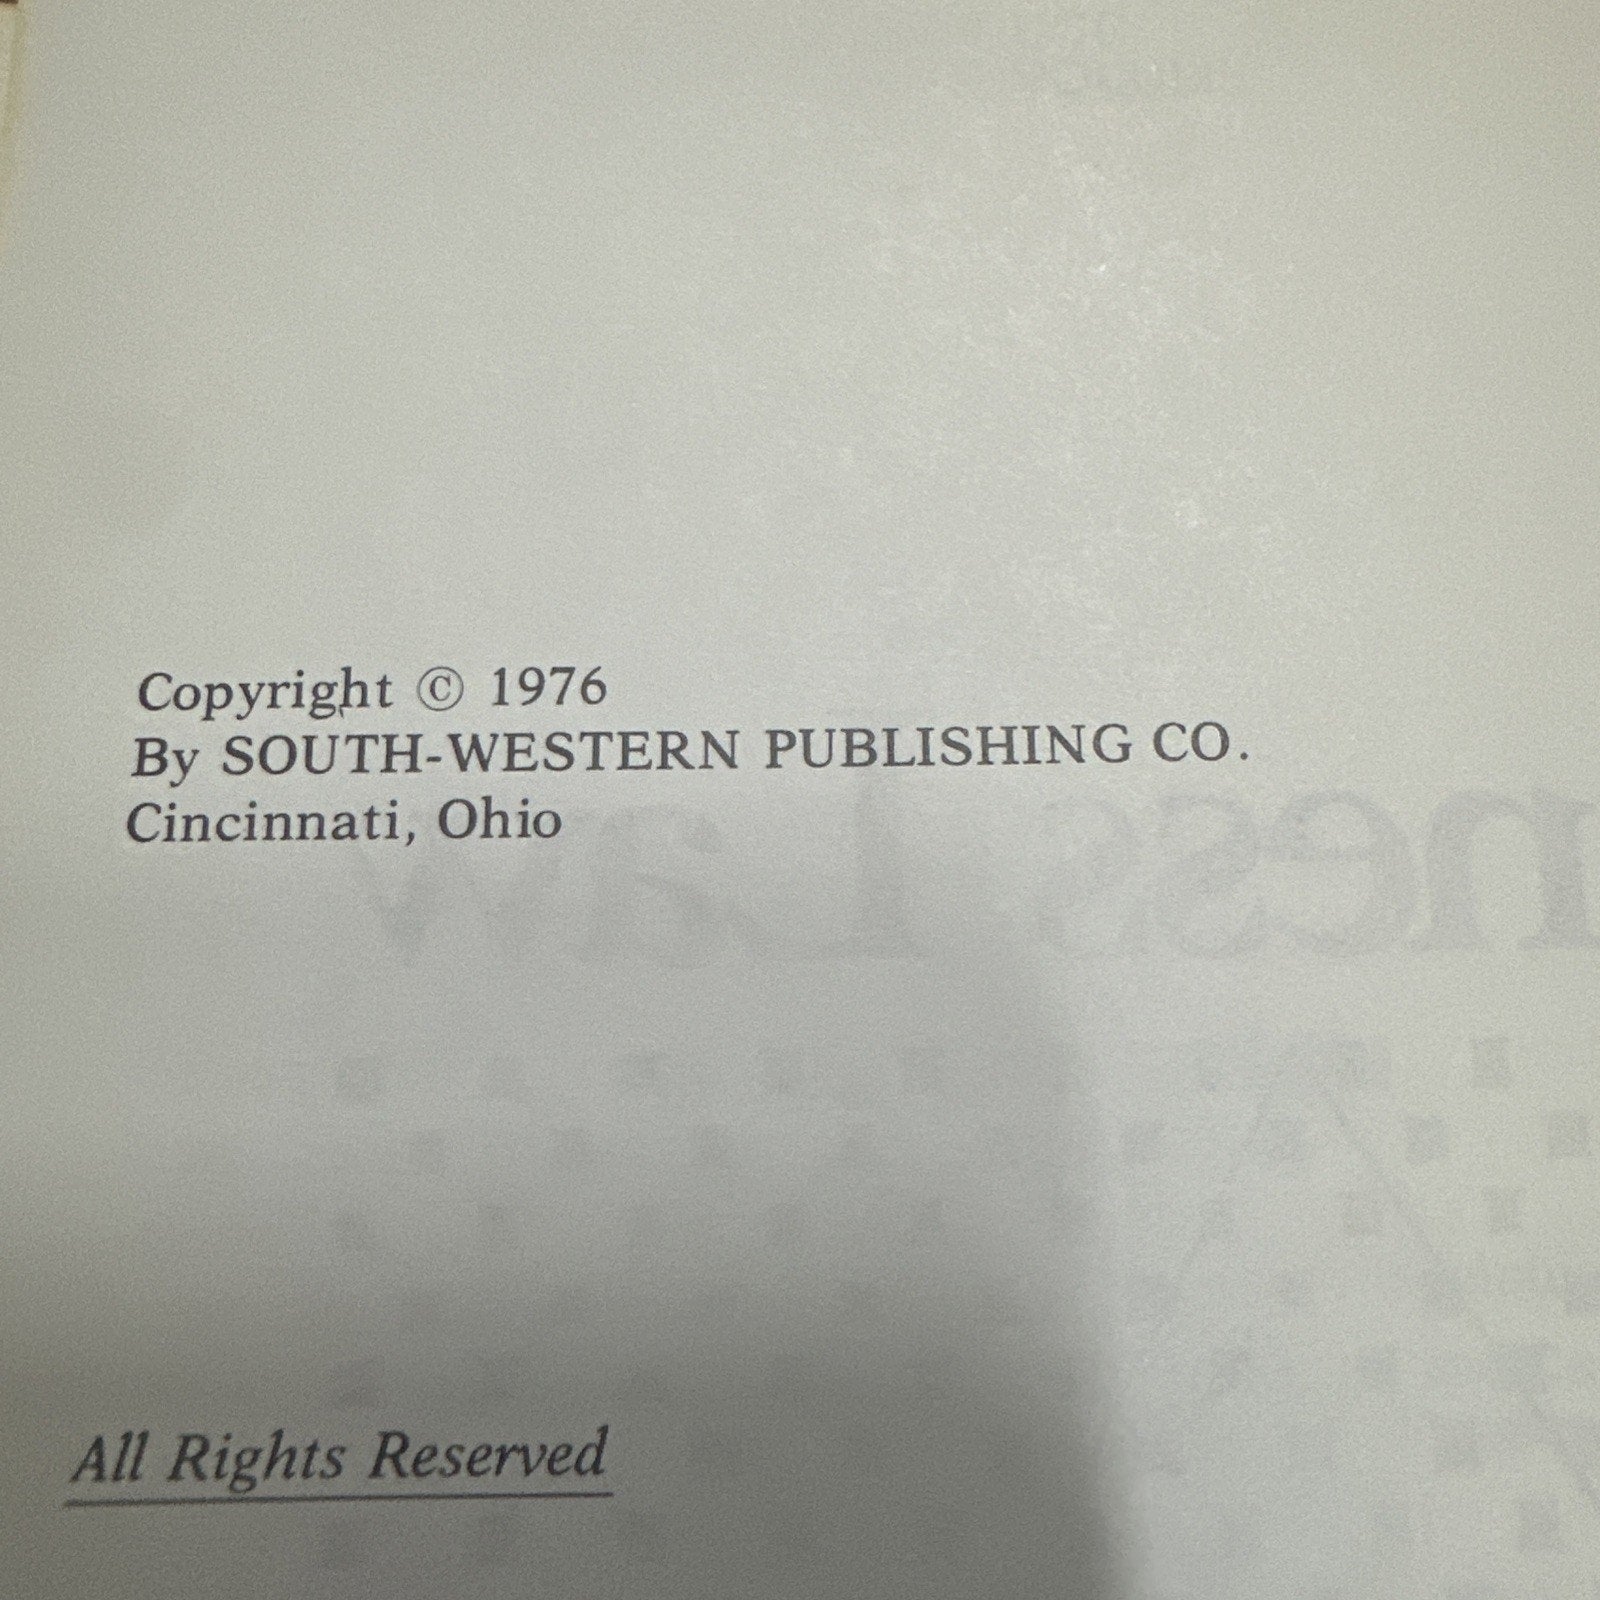 Copyright © 1976
By SOUTH-WESTERN PUBLISHING CO.
Cincinnati, Ohio
All Rights Reserved